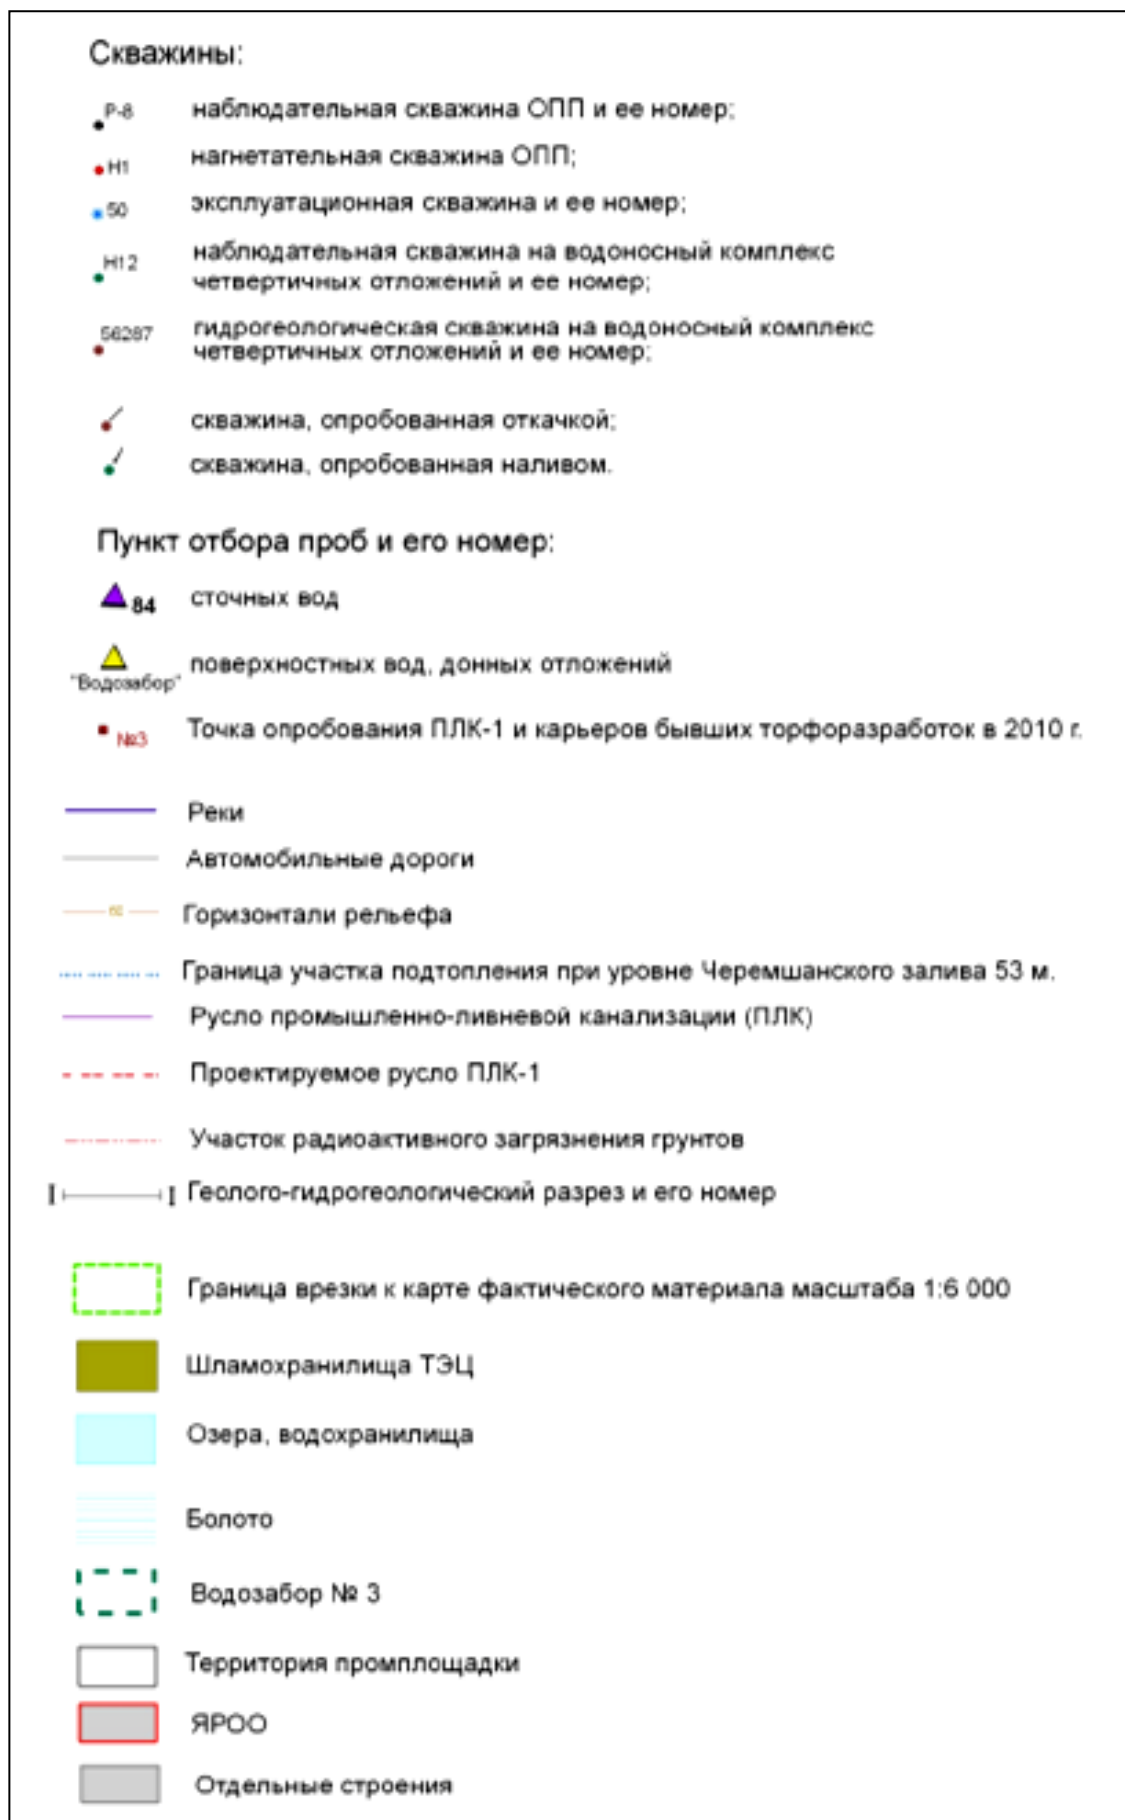 Скважины:
Р-8 наблюдательная скважина ОПП и ее номер;
Н1 нагнетательная скважина ОПП;
50 эксплуатационная скважина и ее номер;
Н12 наблюдательная скважина на водоносный комплекс
четвертичных отложений и ее номер;
56287 гидрогеологическая скважина на водоносный комплекс
четвертичных отложений и ее номер;
скважина, опробованная откачкой;
скважина, опробованная наливом.
Пункт отбора проб и его номер:
84 сточных вод
"Водозабор" поверхностных вод, донных отложений
№3 Точка опробования ПЛК-1 и карьеров бывших торфоразработок в 2010 г.
Реки
Автомобильные дороги
60 Горизонтали рельефа
Граница участка подтопления при уровне Черемшанского залива 53 м.
Русло промышленно-ливневой канализации (ПЛК)
Проектируемое русло ПЛК-1
Участок радиоактивного загрязнения грунтов
I I Геолого-гидрогеологический разрез и его номер
Граница врезки к карте фактического материала масштаба 1:6 000
Шламохранилища ТЭЦ
Озера, водохранилища
Болото
Водозабор № 3
Территория промплощадки
ЯРОО
Отдельные строения